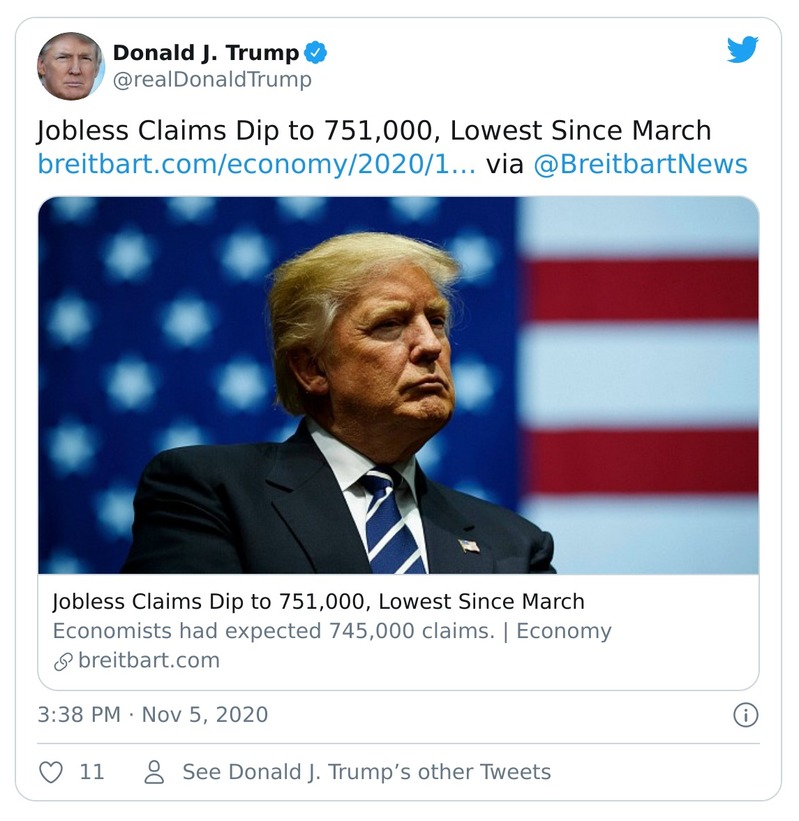 Donald J. Trump
@realDonaldTrump
Jobless Claims Dip to 751,000, Lowest Since March
breitbart.com/economy/2020/1… via @BreitbartNews
Jobless Claims Dip to 751,000, Lowest Since March
Economists had expected 745,000 claims. | Economy
breitbart.com
3:38 PM · Nov 5, 2020
11 See Donald J. Trump’s other Tweets